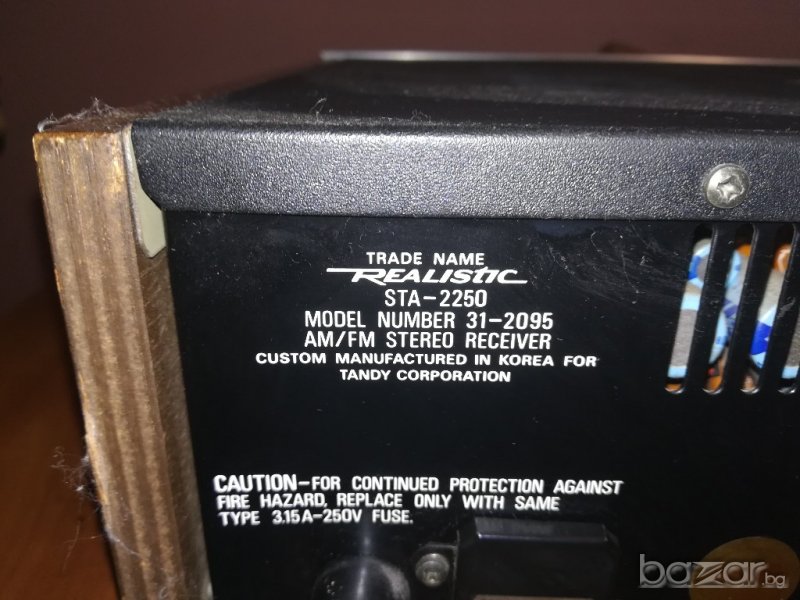 TRADE NAME
REALISTIC
STA-2250
MODEL NUMBER 31-2095
AM/FM STEREO RECEIVER
CUSTOM MANUFACTURED IN KOREA FOR
TANDY CORPORATION
CAUTION-FOR CONTINUED PROTECTION AGAINST
FIRE HAZARD, REPLACE ONLY WITH SAME
TYPE 3.15A-250V FUSE.
bazar.bg